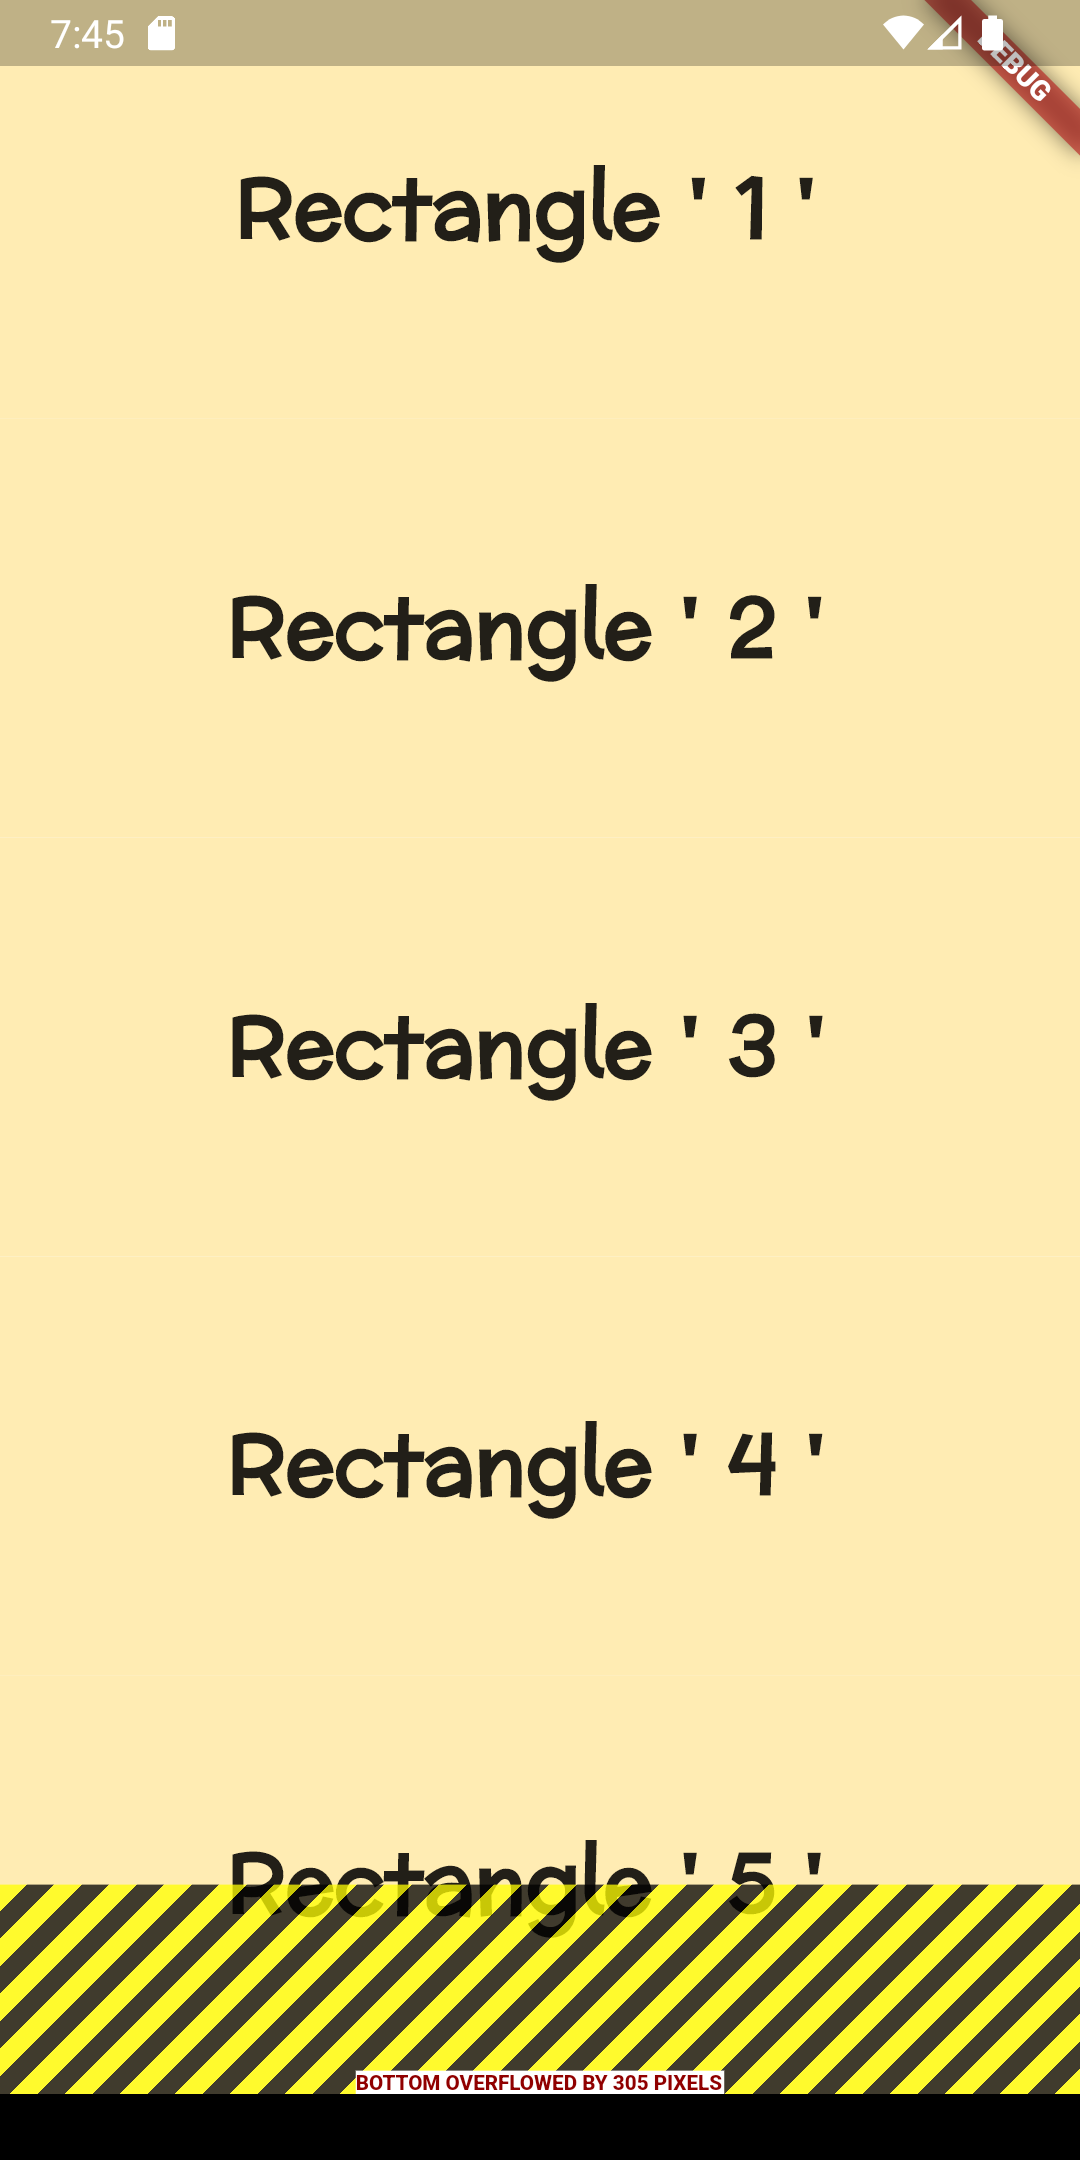 7:45
DEBUG
Rectangle ' 1 '
Rectangle ' 2 '
Rectangle ' 3 '
Rectangle ' 4 '
Rectangle ' 5 '
BOTTOM OVERFLOWED BY 305 PIXELS